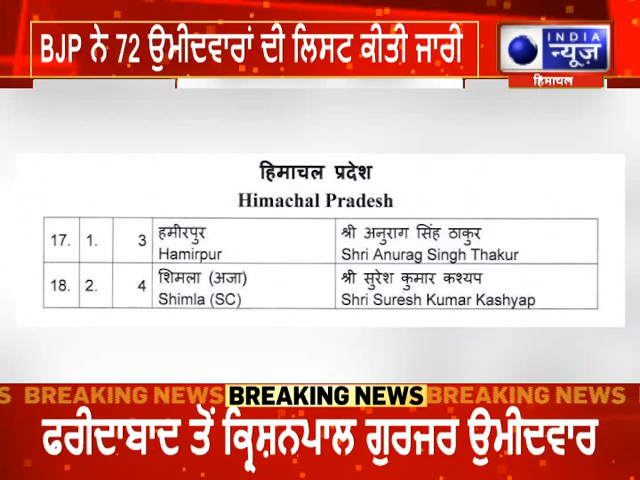 BJP ਨੇ 72 ਉਮੀਦਵਾਰਾਂ ਦੀ ਲਿਸਟ ਕੀਤੀ ਜਾਰੀ
INDIA
न्यूज़
हिमाचल
हिमाचल प्रदेश
Himachal Pradesh
17. 1. 3 हमीरपुर श्री अनुराग सिंह ठाकुर
Hamirpur Shri Anurag Singh Thakur
18. 2. 4 शिमला (अजा) श्री सुरेश कुमार कश्यप
Shimla (SC) Shri Suresh Kumar Kashyap
S BREAKING NEWS BREAKING NEWS BREAKING NEWS
ਫਰੀਦਾਬਾਦ ਤੋਂ ਕ੍ਰਿਸ਼ਨਪਾਲ ਗੁਰਜਰ ਉਮੀਦਵਾਰ